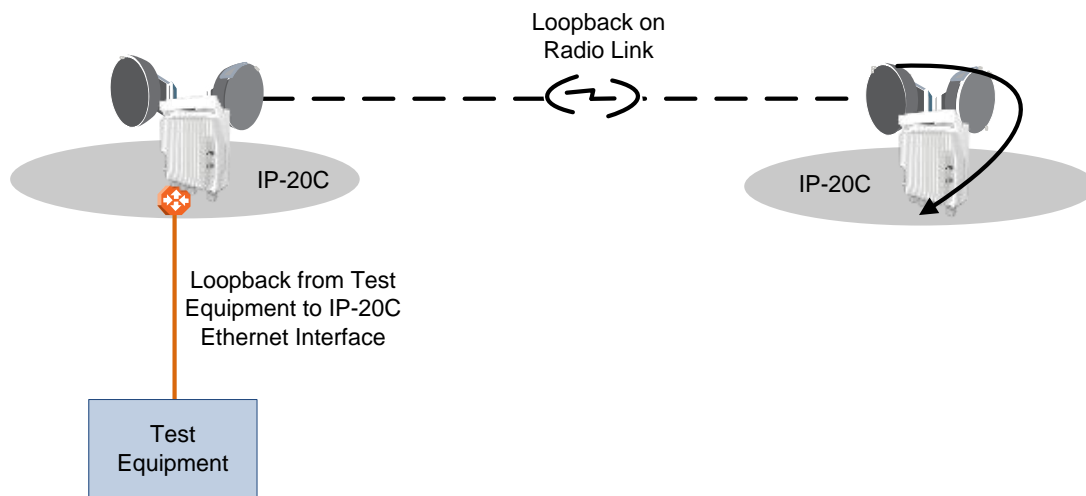 Loopback on
Radio Link
IP-20C
IP-20C
Loopback from Test
Equipment to IP-20C
Ethernet Interface
Test
Equipment